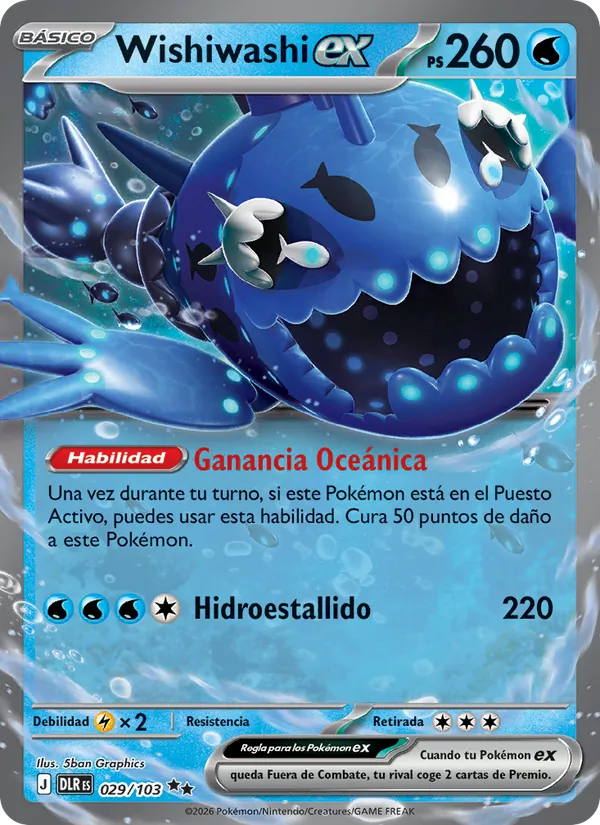 BÁSICO
Wishiwashi ex
PS 260
Habilidad Ganancia Oceánica
Una vez durante tu turno, si este Pokémon está en el Puesto
Activo, puedes usar esta habilidad. Cura 50 puntos de daño
a este Pokémon.
Hidroestallido 220
Debilidad ×2 Resistencia Retirada
Ilus. 5ban Graphics
Regla para los Pokémon ex Cuando tu Pokémon ex
queda Fuera de Combate, tu rival coge 2 cartas de Premio.
J DLR ES 029/103
©2026 Pokémon/Nintendo/Creatures/GAME FREAK